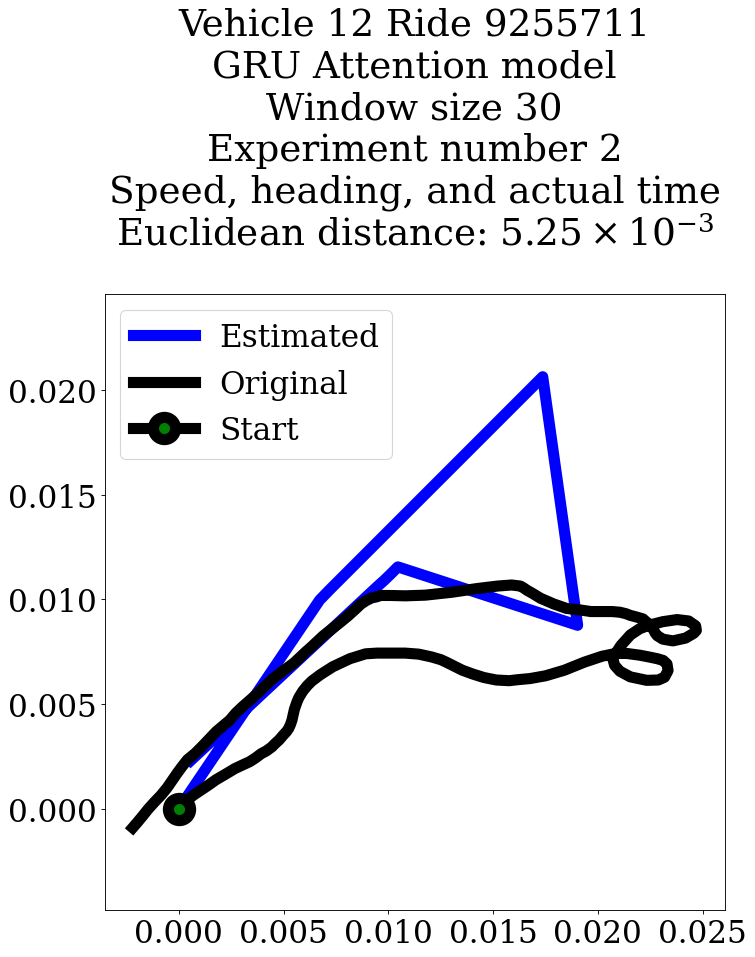 Vehicle 12 Ride 9255711
GRU Attention model
Window size 30
Experiment number 2
Speed, heading, and actual time
Euclidean distance: 5.25 × 10⁻³
Estimated
Original
Start
0.020
0.015
0.010
0.005
0.000
0.000 0.005 0.010 0.015 0.020 0.025